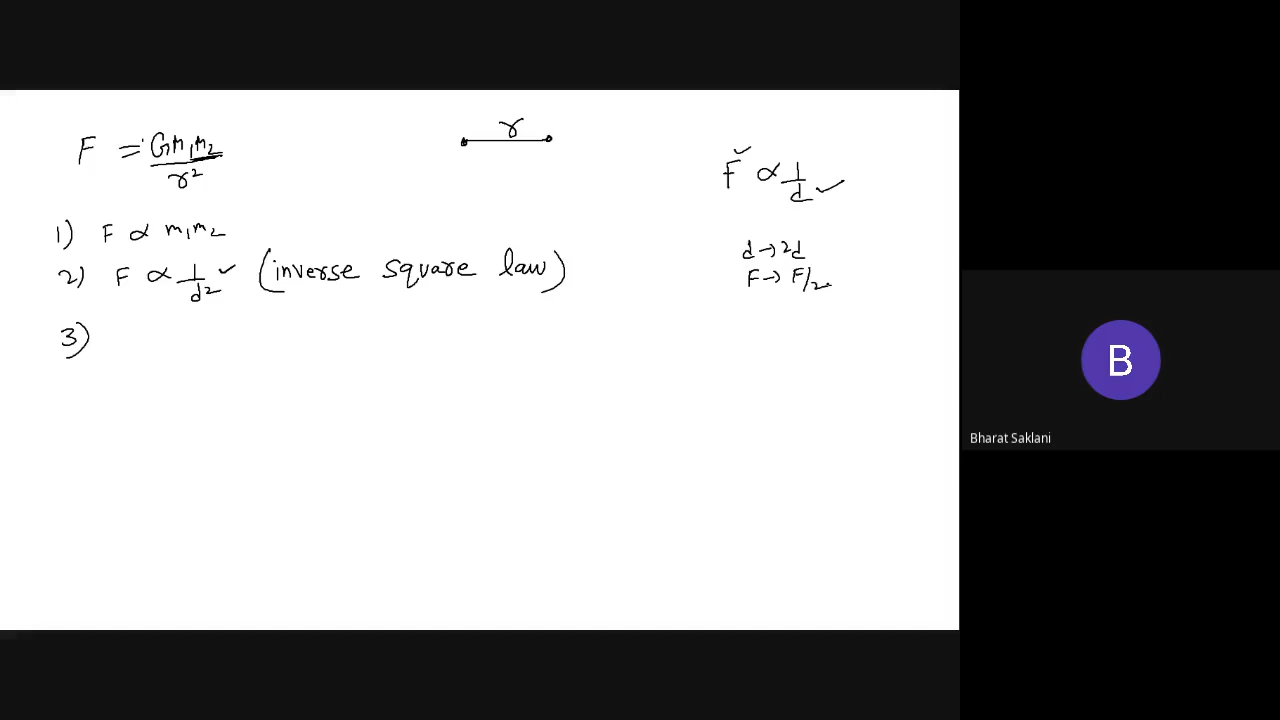 F = Gm₁m₂/r²
r
1) F ∝ m₁m₂
2) F ∝ 1/d² ✓ (inverse square law)
3)
F ✓ ∝ 1/d ✓
d → 2d
F → F/2
B
Bharat Saklani